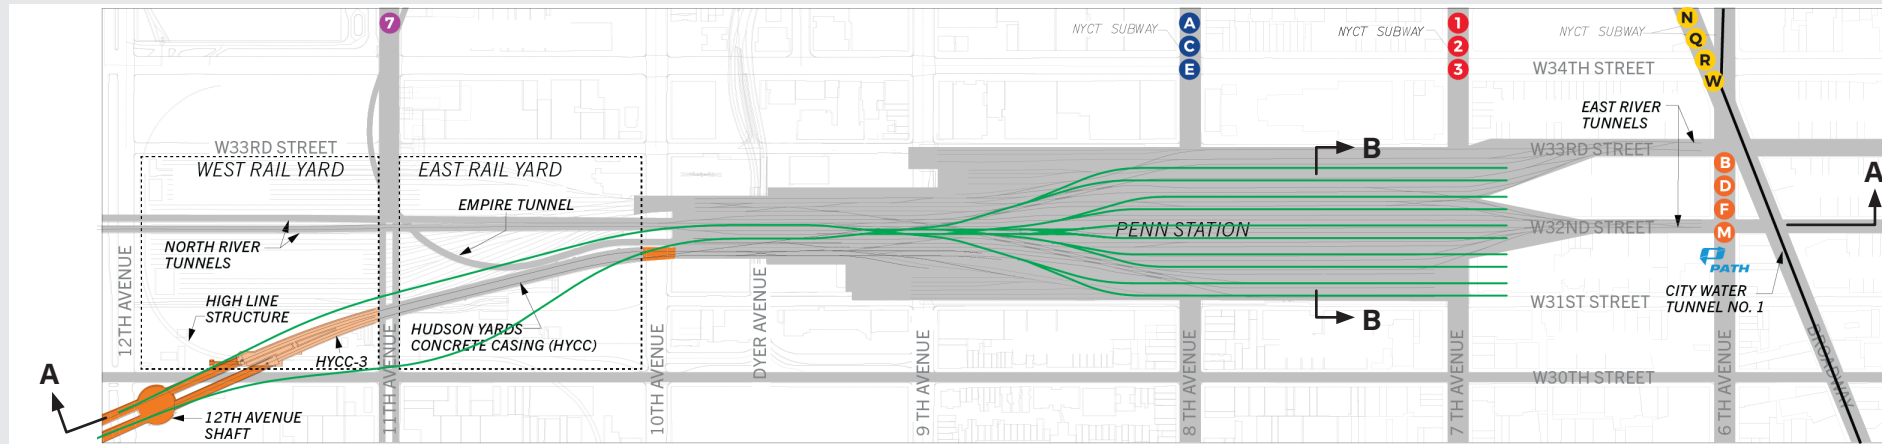 7
NYCT SUBWAY
A
C
E
NYCT SUBWAY
1
2
3
NYCT SUBWAY
N
Q
R
W
W34TH STREET
EAST RIVER
TUNNELS
W33RD STREET
WEST RAIL YARD
EAST RAIL YARD
B
W33RD STREET
B
D
F
M
A
EMPIRE TUNNEL
PENN STATION
W32ND STREET
NORTH RIVER
TUNNELS
PATH
12TH AVENUE
HIGH LINE
STRUCTURE
DYER AVENUE
W31ST STREET
CITY WATER
TUNNEL NO. 1
B
HUDSON YARDS
CONCRETE CASING (HYCC)
HYCC-3
11TH AVENUE
10TH AVENUE
9 TH AVENUE
8 TH AVENUE
7 TH AVENUE
6 TH AVENUE
BROADWAY
W30TH STREET
A
12TH AVENUE
SHAFT